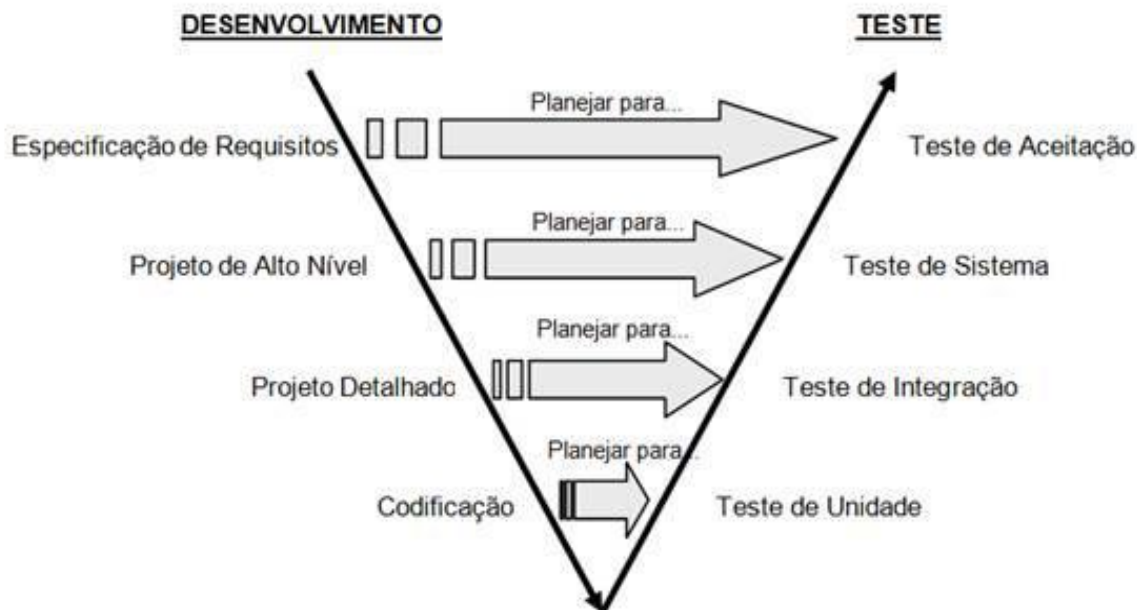 DESENVOLVIMENTO TESTE
Planejar para...
Especificação de Requisitos Teste de Aceitação
Planejar para...
Projeto de Alto Nível Teste de Sistema
Planejar para...
Projeto Detalhado Teste de Integração
Planejar para...
Codificação Teste de Unidade